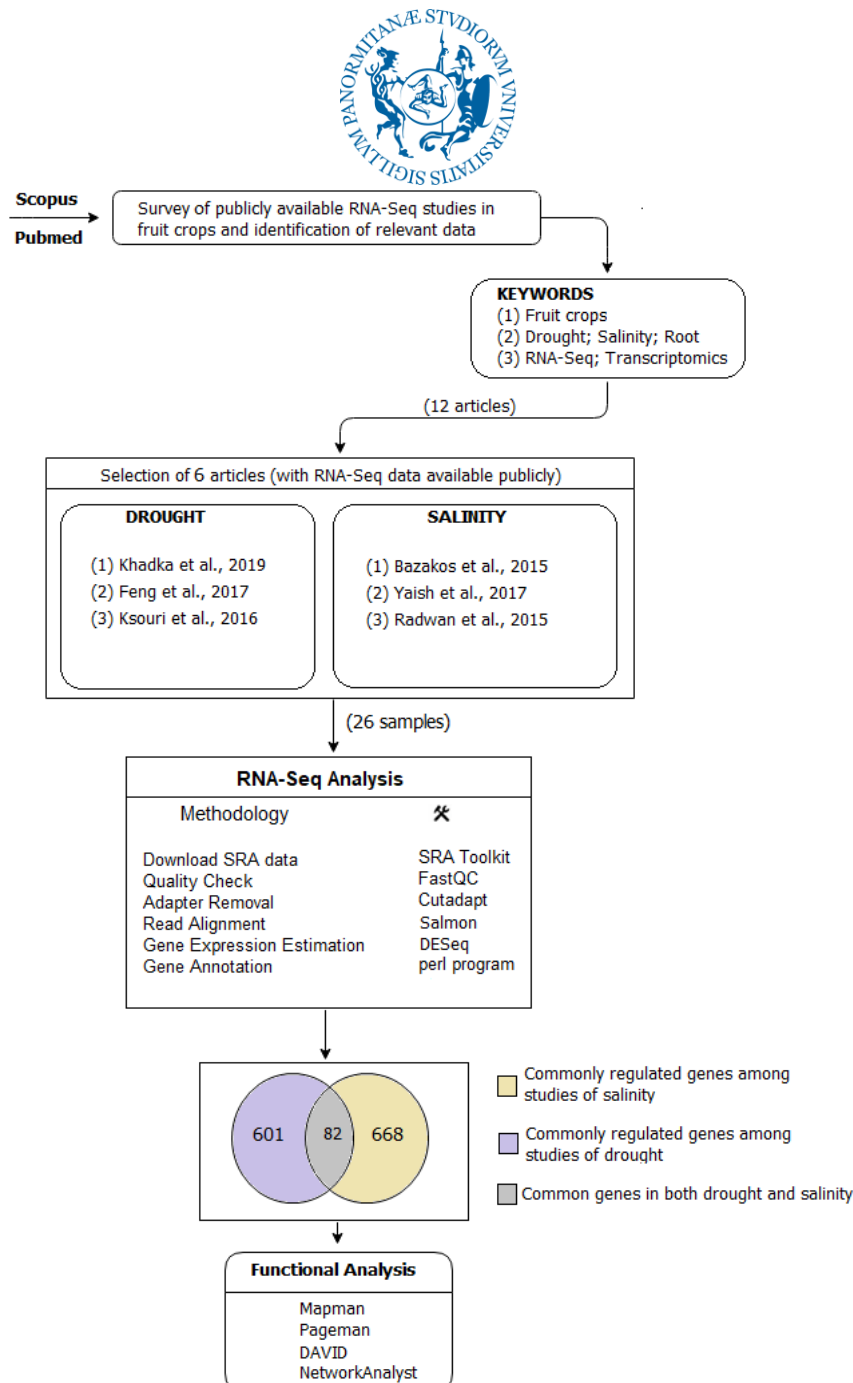 SIGILLVM PANORMITANÆ STVDIORVM VNIVERSITATIS
Scopus
Pubmed
Survey of publicly available RNA-Seq studies in
fruit crops and identification of relevant data
KEYWORDS
(1) Fruit crops
(2) Drought; Salinity; Root
(3) RNA-Seq; Transcriptomics
(12 articles)
Selection of 6 articles (with RNA-Seq data available publicly)
DROUGHT
(1) Khadka et al., 2019
(2) Feng et al., 2017
(3) Ksouri et al., 2016
SALINITY
(1) Bazakos et al., 2015
(2) Yaish et al., 2017
(3) Radwan et al., 2015
(26 samples)
RNA-Seq Analysis
Methodology
Download SRA data SRA Toolkit
Quality Check FastQC
Adapter Removal Cutadapt
Read Alignment Salmon
Gene Expression Estimation DESeq
Gene Annotation perl program
601 82 668
Commonly regulated genes among
studies of salinity
Commonly regulated genes among
studies of drought
Common genes in both drought and salinity
Functional Analysis
Mapman
Pageman
DAVID
NetworkAnalyst